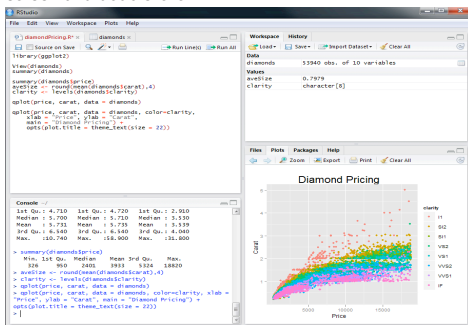 RStudio
File Edit View Workspace Plots Help
diamondPricing.R* diamonds
Source on Save Run Line(s) Run All
library(ggplot2)
View(diamonds)
summary(diamonds)
summary(diamonds$price)
aveSize <- round(mean(diamonds$carat),4)
clarity <- levels(diamonds$clarity)
qplot(price, carat, data = diamonds)
qplot(price, carat, data = diamonds, color=clarity,
xlab = "Price", ylab = "Carat",
main = "Diamond Pricing") +
opts(plot.title = theme_text(size = 22))
Console ~/
1st Qu.: 4.710 1st Qu.: 4.720 1st Qu.: 2.910
Median : 5.700 Median : 5.710 Median : 3.530
Mean : 5.731 Mean : 5.735 Mean : 3.539
3rd Qu.: 6.540 3rd Qu.: 6.540 3rd Qu.: 4.040
Max. :10.740 Max. :58.900 Max. :31.800
> summary(diamonds$price)
Min. 1st Qu. Median Mean 3rd Qu. Max.
326 950 2401 3933 5324 18820
> aveSize <- round(mean(diamonds$carat),4)
> clarity <- levels(diamonds$clarity)
> qplot(price, carat, data = diamonds)
> qplot(price, carat, data = diamonds, color=clarity, xlab =
"Price", ylab = "Carat", main = "Diamond Pricing") +
opts(plot.title = theme_text(size = 22))
>
Workspace History
Load Save Import Dataset Clear All
Data
diamonds 53940 obs. of 10 variables
Values
aveSize 0.7979
clarity character[8]
Files Plots Packages Help
Zoom Export Print Clear All
Diamond Pricing
Carat
5
4
3
2
1
5000 10000 15000
Price
clarity
I1
SI2
SI1
VS2
VS1
VVS2
VVS1
IF